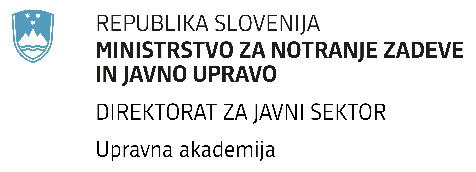 REPUBLIKA SLOVENIJA
MINISTRSTVO ZA NOTRANJE ZADEVE
IN JAVNO UPRAVO
DIREKTORAT ZA JAVNI SEKTOR
Upravna akademija